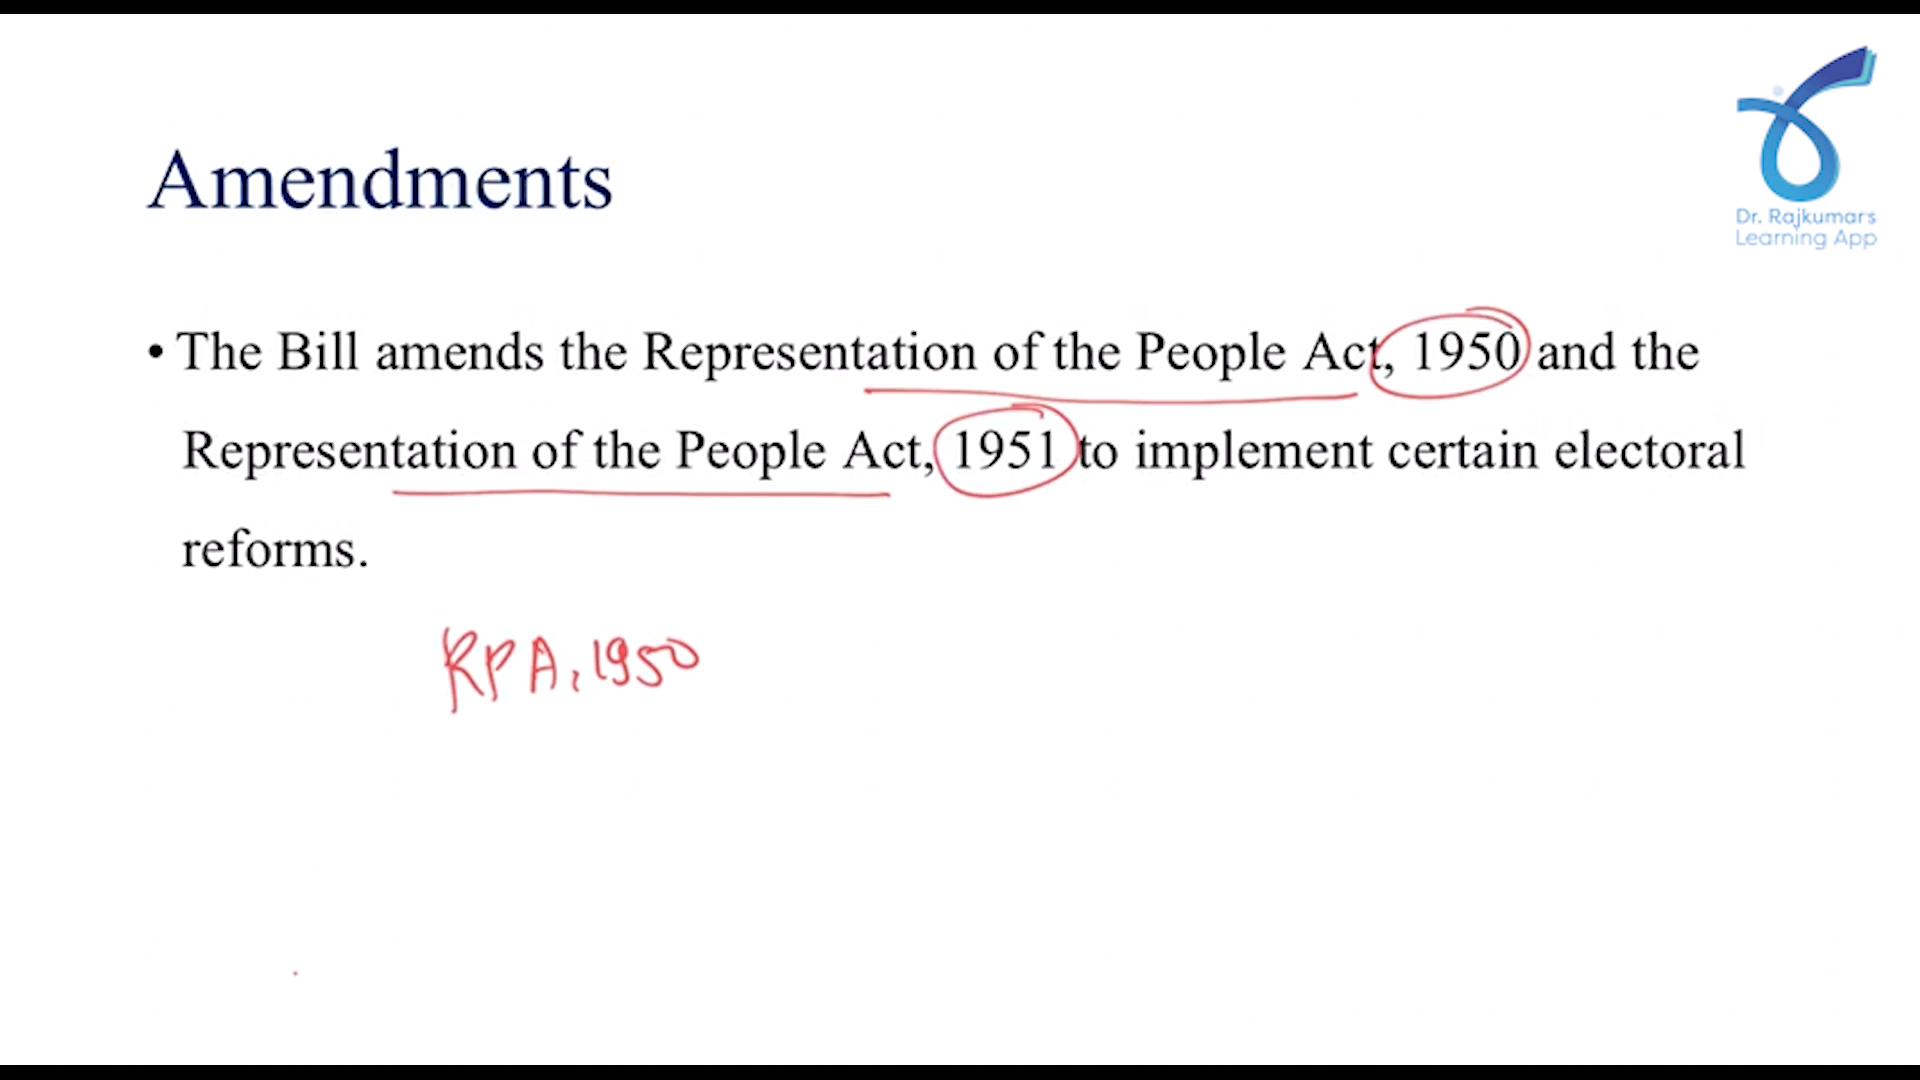 Amendments
Dr. Rajkumar's
Learning App
• The Bill amends the Representation of the People Act, 1950 and the
Representation of the People Act, 1951 to implement certain electoral
reforms.
RPA, 1950